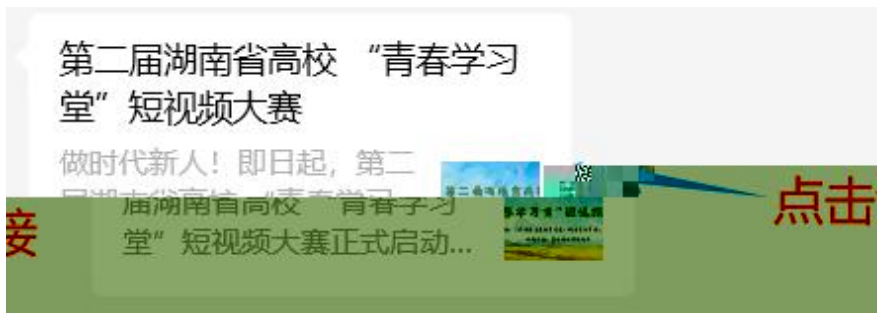 第二届湖南省高校 “青春学习
堂”短视频大赛
做时代新人！即日起，第二
届湖南省高校 “青春学习
堂”短视频大赛正式启动...
接
点击